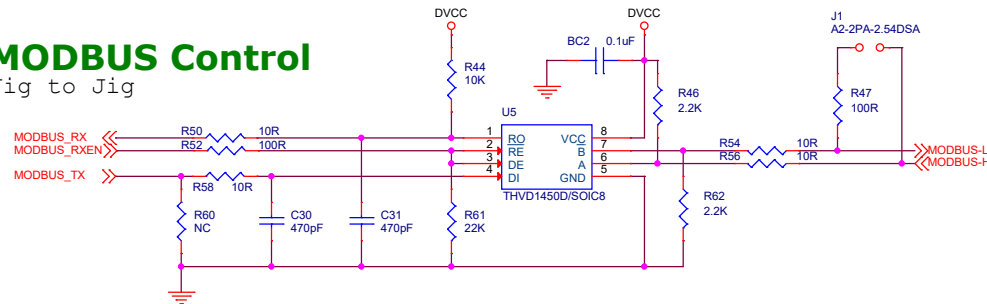 DVCC
DVCC
J1
A2-2PA-2.54DSA
BC2 0.1uF
MODBUS Control
Jig to Jig
R44
10K
R46
2.2K
R47
100R
U5
MODBUS_RX R50 10R 1 RO VCC 8
MODBUS_RXEN R52 100R 2 RE B 7 R54 10R MODBUS-L
3 DE A 6 R56 10R MODBUS-H
MODBUS_TX R58 10R 4 DI GND 5
THVD1450D/SOIC8
R60
NC
C30
470pF
C31
470pF
R61
22K
R62
2.2K